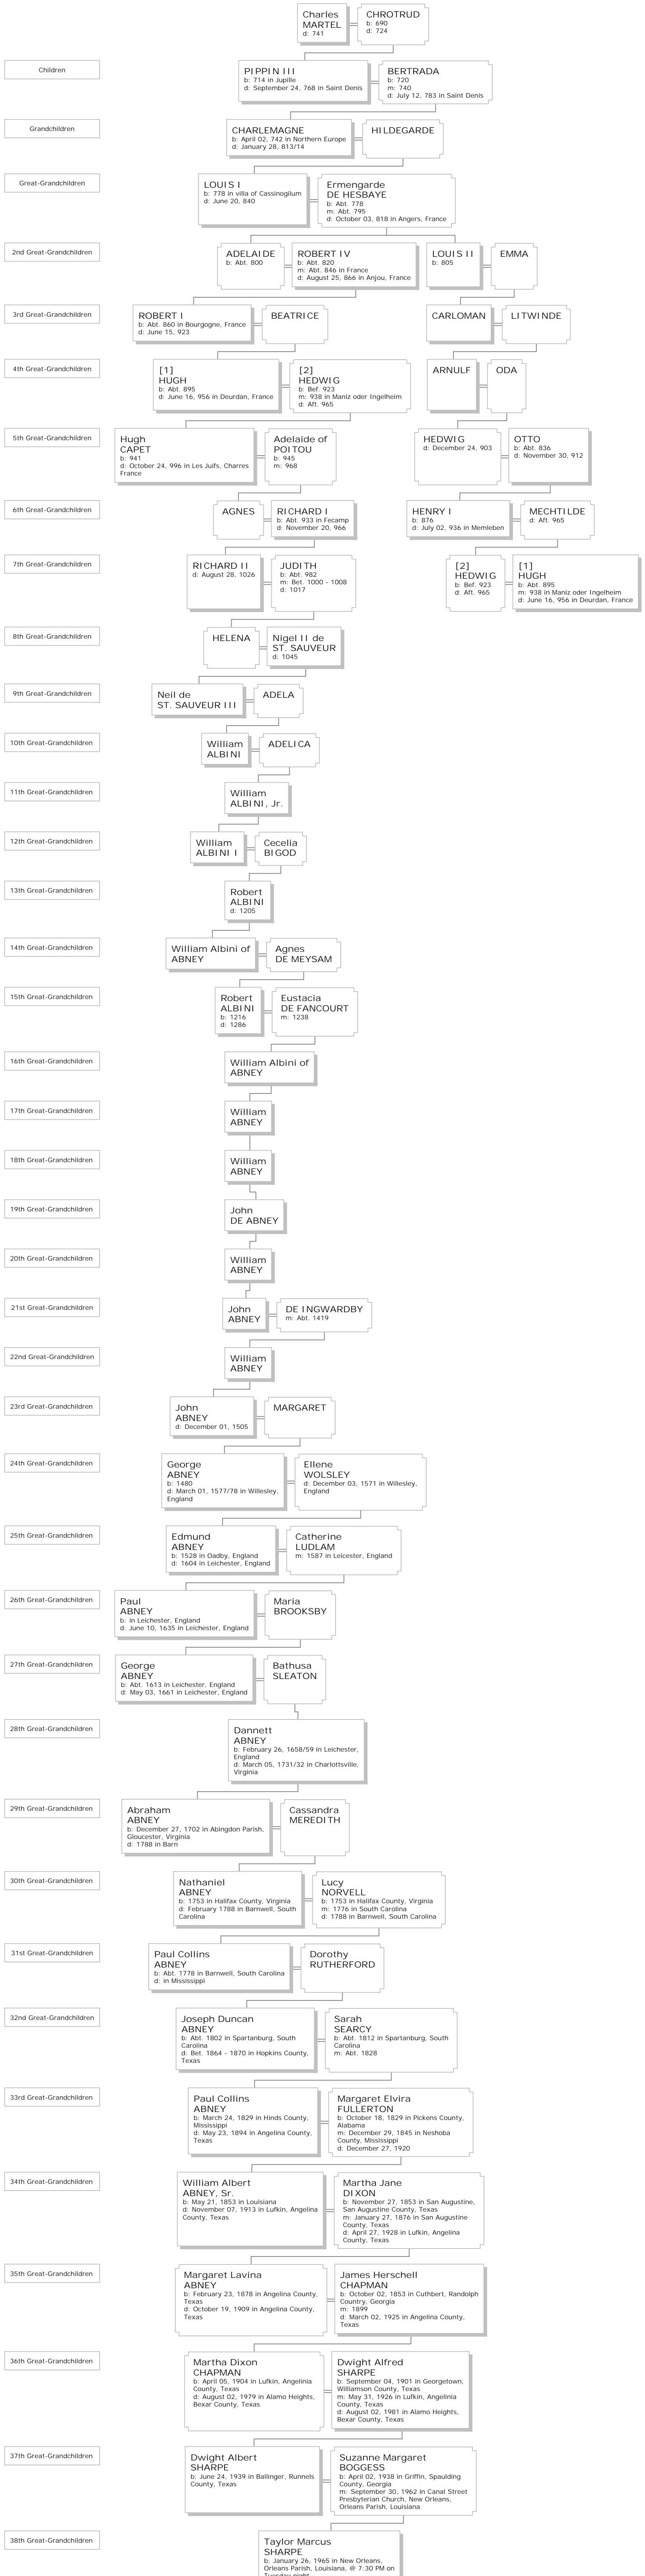 Charles
MARTEL
d: 741
CHROTRUD
b: 690
d: 724
Children
PIPPIN III
b: 714 in Jupille
d: September 24, 768 in Saint Denis
BERTRADA
b: 720
m: 740
d: July 12, 783 in Saint Denis
Grandchildren
CHARLEMAGNE
b: April 02, 742 in Northern Europe
d: January 28, 813/14
HILDEGARDE
Great-Grandchildren
LOUIS I
b: 778 in villa of Cassinogilum
d: June 20, 840
Ermengarde
DE HESBAYE
b: Abt. 778
m: Abt. 795
d: October 03, 818 in Angers, France
2nd Great-Grandchildren
ADELAIDE
b: Abt. 800
ROBERT IV
b: Abt. 820
m: Abt. 846 in France
d: August 25, 866 in Anjou, France
LOUIS II
b: 805
EMMA
3rd Great-Grandchildren
ROBERT I
b: Abt. 860 in Bourgogne, France
d: June 15, 923
BEATRICE
CARLOMAN
LITWINDE
4th Great-Grandchildren
[1]
HUGH
b: Abt. 895
d: June 16, 956 in Deurdan, France
[2]
HEDWIG
b: Bef. 923
m: 938 in Maniz oder Ingelheim
d: Aft. 965
ARNULF
ODA
5th Great-Grandchildren
Hugh
CAPET
b: 941
d: October 24, 996 in Les Juifs, Charres
France
Adelaide of
POITOU
b: 945
m: 968
HEDWIG
d: December 24, 903
OTTO
b: Abt. 836
d: November 30, 912
6th Great-Grandchildren
AGNES
RICHARD I
b: Abt. 933 in Fecamp
d: November 20, 966
HENRY I
b: 876
d: July 02, 936 in Memleben
MECHTILDE
d: Aft. 965
7th Great-Grandchildren
RICHARD II
d: August 28, 1026
JUDITH
b: Abt. 982
m: Bet. 1000 - 1008
d: 1017
[2]
HEDWIG
b: Bef. 923
d: Aft. 965
[1]
HUGH
b: Abt. 895
m: 938 in Maniz oder Ingelheim
d: June 16, 956 in Deurdan, France
8th Great-Grandchildren
HELENA
Nigel II de
ST. SAUVEUR
d: 1045
9th Great-Grandchildren
Neil de
ST. SAUVEUR III
ADELA
10th Great-Grandchildren
William
ALBINI
ADELICA
11th Great-Grandchildren
William
ALBINI, Jr.
12th Great-Grandchildren
William
ALBINI I
Cecelia
BIGOD
13th Great-Grandchildren
Robert
ALBINI
d: 1205
14th Great-Grandchildren
William Albini of
ABNEY
Agnes
DE MEYSAM
15th Great-Grandchildren
Robert
ALBINI
b: 1216
d: 1286
Eustacia
DE FANCOURT
m: 1238
16th Great-Grandchildren
William Albini of
ABNEY
17th Great-Grandchildren
William
ABNEY
18th Great-Grandchildren
William
ABNEY
19th Great-Grandchildren
John
DE ABNEY
20th Great-Grandchildren
William
ABNEY
21st Great-Grandchildren
John
ABNEY
DE INGWARDBY
m: Abt. 1419
22nd Great-Grandchildren
William
ABNEY
23rd Great-Grandchildren
John
ABNEY
d: December 01, 1505
MARGARET
24th Great-Grandchildren
George
ABNEY
b: 1480
d: March 01, 1577/78 in Willesley,
England
Ellene
WOLSLEY
d: December 03, 1571 in Willesley,
England
25th Great-Grandchildren
Edmund
ABNEY
b: 1528 in Oadby, England
d: 1604 in Leichester, England
Catherine
LUDLAM
m: 1587 in Leicester, England
26th Great-Grandchildren
Paul
ABNEY
b: in Leichester, England
d: June 10, 1635 in Leichester, England
Maria
BROOKSBY
27th Great-Grandchildren
George
ABNEY
b: Abt. 1613 in Leichester, England
d: May 03, 1661 in Leichester, England
Bathusa
SLEATON
28th Great-Grandchildren
Dannett
ABNEY
b: February 26, 1658/59 in Leichester,
England
d: March 05, 1731/32 in Charlottsville,
Virginia
29th Great-Grandchildren
Abraham
ABNEY
b: December 27, 1702 in Abingdon Parish,
Gloucester, Virginia
d: 1788 in Barn
Cassandra
MEREDITH
30th Great-Grandchildren
Nathaniel
ABNEY
b: 1753 in Halifax County, Virginia
d: February 1788 in Barnwell, South
Carolina
Lucy
NORVELL
b: 1753 in Halifax County, Virginia
m: 1776 in South Carolina
d: 1788 in Barnwell, South Carolina
31st Great-Grandchildren
Paul Collins
ABNEY
b: Abt. 1778 in Barnwell, South Carolina
d: in Mississippi
Dorothy
RUTHERFORD
32nd Great-Grandchildren
Joseph Duncan
ABNEY
b: Abt. 1802 in Spartanburg, South
Carolina
d: Bet. 1864 - 1870 in Hopkins County,
Texas
Sarah
SEARCY
b: Abt. 1812 in Spartanburg, South
Carolina
m: Abt. 1828
33rd Great-Grandchildren
Paul Collins
ABNEY
b: March 24, 1829 in Hinds County,
Mississippi
d: May 23, 1894 in Angelina County,
Texas
Margaret Elvira
FULLERTON
b: October 18, 1829 in Pickens County,
Alabama
m: December 29, 1845 in Neshoba
County, Mississippi
d: December 27, 1920
34th Great-Grandchildren
William Albert
ABNEY, Sr.
b: May 21, 1853 in Louisiana
d: November 07, 1913 in Lufkin, Angelina
County, Texas
Martha Jane
DIXON
b: November 27, 1853 in San Augustine,
San Augustine County, Texas
m: January 27, 1876 in San Augustine
County, Texas
d: April 27, 1928 in Lufkin, Angelina
County, Texas
35th Great-Grandchildren
Margaret Lavina
ABNEY
b: February 23, 1878 in Angelina County,
Texas
d: October 19, 1909 in Angelina County,
Texas
James Herschell
CHAPMAN
b: October 02, 1853 in Cuthbert, Randolph
Country, Georgia
m: 1899
d: March 02, 1925 in Angelina County,
Texas
36th Great-Grandchildren
Martha Dixon
CHAPMAN
b: April 05, 1904 in Lufkin, Angelinia
County, Texas
d: August 02, 1979 in Alamo Heights,
Bexar County, Texas
Dwight Alfred
SHARPE
b: September 04, 1901 in Georgetown,
Williamson County, Texas
m: May 31, 1926 in Lufkin, Angelinia
County, Texas
d: August 02, 1981 in Alamo Heights,
Bexar County, Texas
37th Great-Grandchildren
Dwight Albert
SHARPE
b: June 24, 1939 in Ballinger, Runnels
County, Texas
Suzanne Margaret
BOGGESS
b: April 02, 1938 in Griffin, Spaulding
County, Georgia
m: September 30, 1962 in Canal Street
Presbyterian Church, New Orleans,
Orleans Parish, Louisiana
38th Great-Grandchildren
Taylor Marcus
SHARPE
b: January 26, 1965 in New Orleans,
Orleans Parish, Louisiana, @ 7:30 PM on
Tuesday night